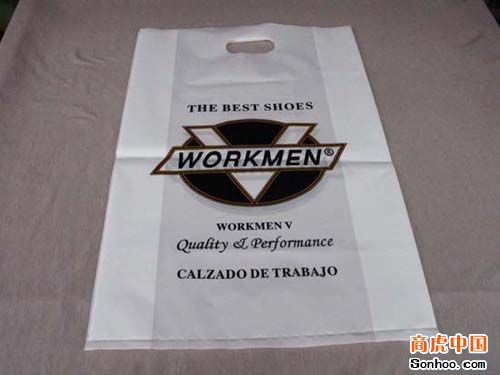 THE BEST SHOES
WORKMEN®
WORKMEN V
Quality & Performance
CALZADO DE TRABAJO
商虎中国
Sonhoo.com